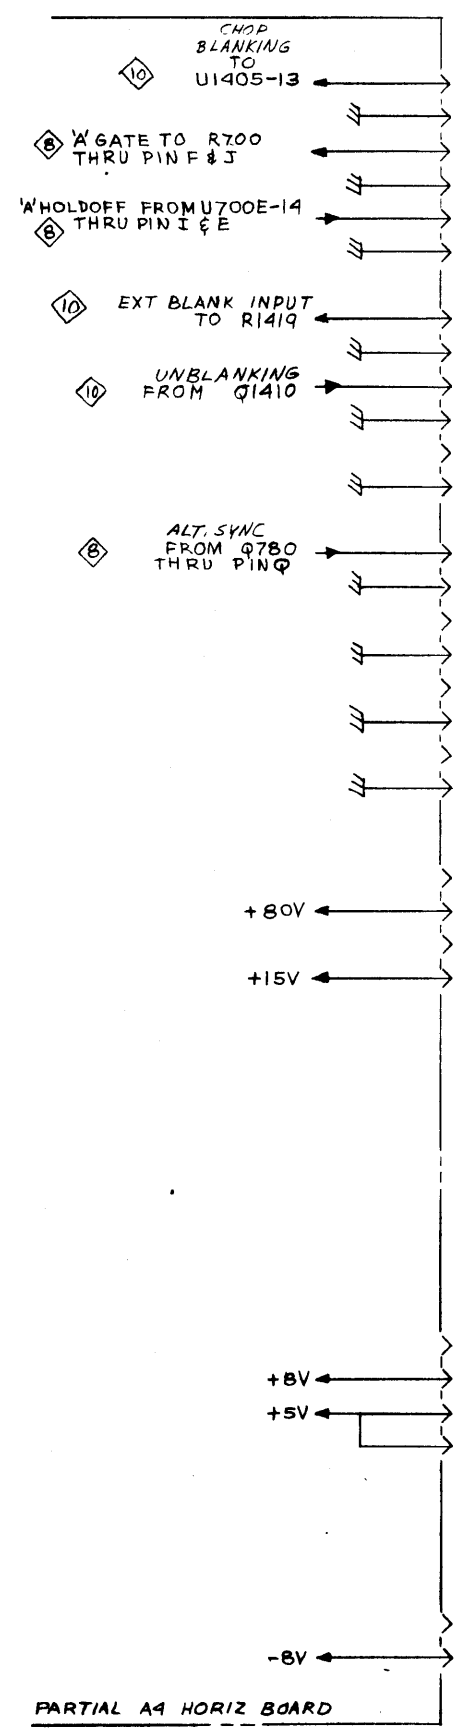 CHOP
BLANKING
TO
10 U1405-13
8 'A' GATE TO R700
THRU PIN F & J
'A' HOLDOFF FROM U700E-14
8 THRU PIN I & E
10 EXT BLANK INPUT
TO R1419
UNBLANKING
10 FROM Q1410
ALT. SYNC
8 FROM Q780
THRU PIN Q
+80V
+15V
+8V
+5V
-8V
PARTIAL A4 HORIZ BOARD